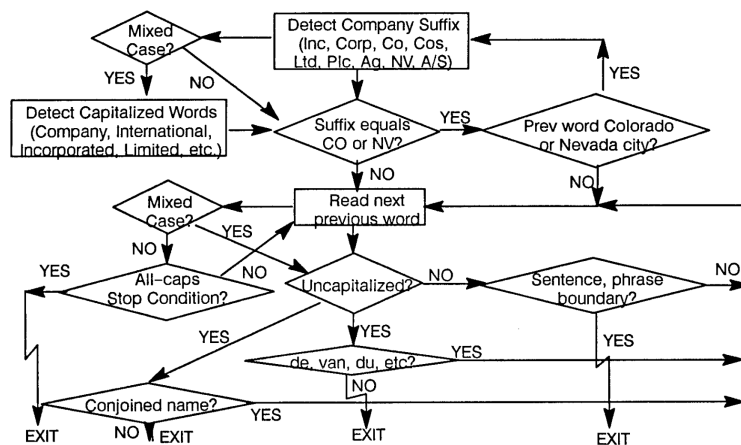 Mixed
Case?
Detect Company Suffix
(Inc, Corp, Co, Cos,
Ltd, Plc, Ag, NV, A/S)
YES
NO
YES
Detect Capitalized Words
(Company, International,
Incorporated, Limited, etc.)
Suffix equals
CO or NV?
YES
Prev word Colorado
or Nevada city?
NO
NO
Mixed
Case?
Read next
previous word
YES
NO
YES
All-caps
Stop Condition?
NO
Uncapitalized?
NO
Sentence, phrase
boundary?
NO
YES
YES
YES
de, van, du, etc?
YES
NO
Conjoined name?
YES
EXIT
NO
EXIT
EXIT
EXIT